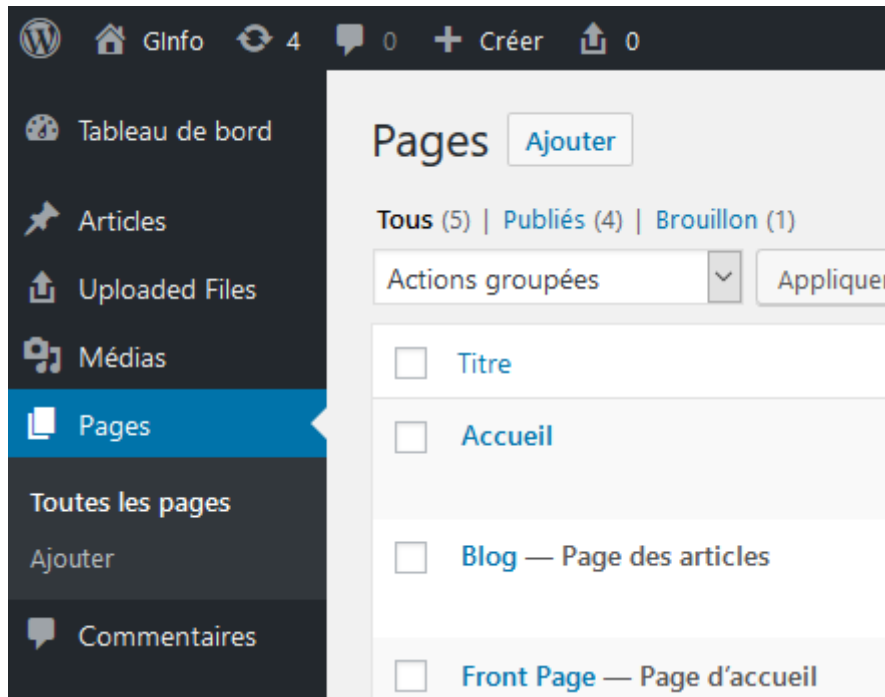 GInfo 4 0 + Créer 0
Tableau de bord
Articles
Uploaded Files
Médias
Pages
Toutes les pages
Ajouter
Commentaires
Pages Ajouter
Tous (5) | Publiés (4) | Brouillon (1)
Actions groupées Appliquer
Titre
Accueil
Blog — Page des articles
Front Page — Page d'accueil